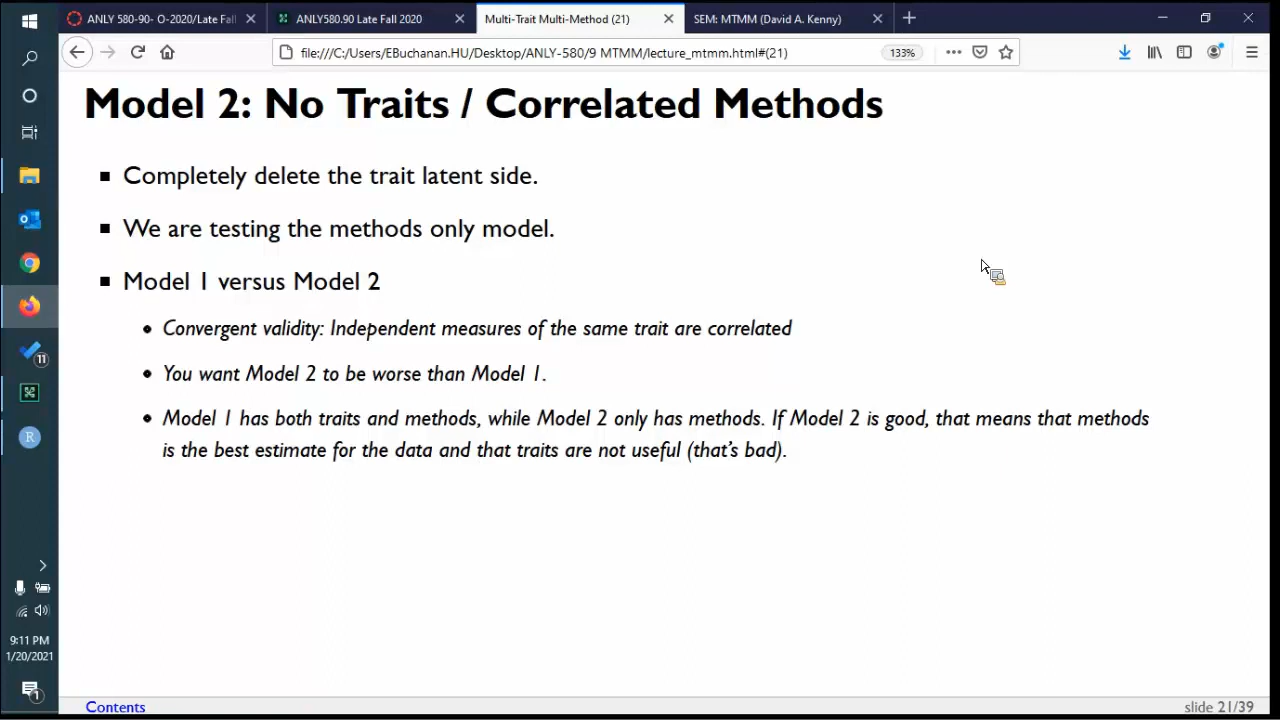 ANLY 580-90- O-2020/Late Fall
ANLY580.90 Late Fall 2020
Multi-Trait Multi-Method (21)
SEM: MTMM (David A. Kenny)
file:///C:/Users/EBuchanan.HU/Desktop/ANLY-580/9 MTMM/lecture_mtmm.html#(21)
133%
Model 2: No Traits / Correlated Methods
Completely delete the trait latent side.
We are testing the methods only model.
Model 1 versus Model 2
Convergent validity: Independent measures of the same trait are correlated
You want Model 2 to be worse than Model 1.
Model 1 has both traits and methods, while Model 2 only has methods. If Model 2 is good, that means that methods
is the best estimate for the data and that traits are not useful (that's bad).
11
R
9:11 PM
1/20/2021
1
Contents
slide 21/39